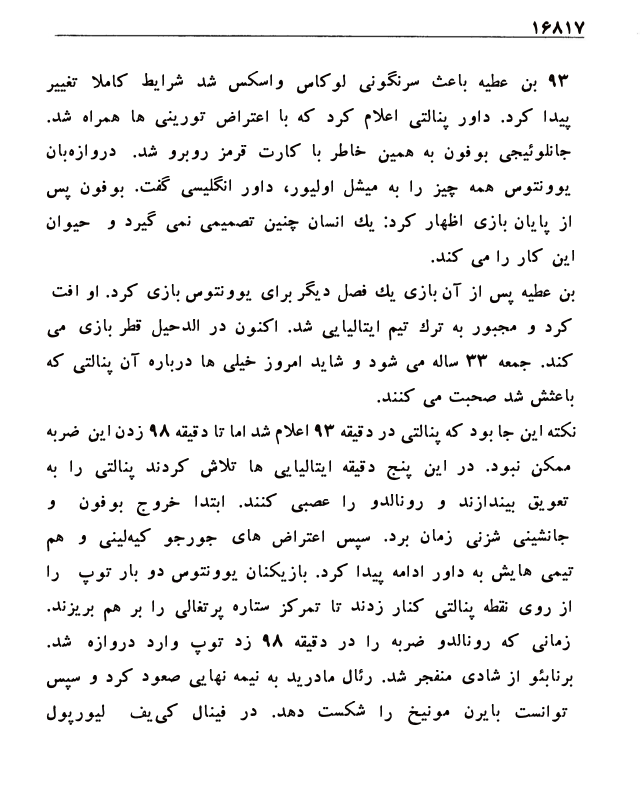 ۱۶۸۱۷
۹۳ بن عطیه باعث سرنگونی لوکاس واسکس شد شرایط کاملا تغییر
پیدا کرد. داور پنالتی اعلام کرد که با اعتراض تورینی ها همراه شد.
جانلوئیجی بوفون به همین خاطر با کارت قرمز روبرو شد. دروازه‌بان
یوونتوس همه چیز را به میشل اولیور، داور انگلیسی گفت. بوفون پس
از پایان بازی اظهار کرد: یك انسان چنین تصمیمی نمی گیرد و حیوان
این کار را می کند.
بن عطیه پس از آن بازی یك فصل دیگر برای یوونتوس بازی کرد. او افت
کرد و مجبور به ترك تیم ایتالیایی شد. اکنون در الدحیل قطر بازی می
کند. جمعه ۳۳ ساله می شود و شاید امروز خیلی ها درباره آن پنالتی که
باعثش شد صحبت می کنند.
نکته این جا بود که پنالتی در دقیقه ۹۳ اعلام شد اما تا دقیقه ۹۸ زدن این ضربه
ممکن نبود. در این پنج دقیقه ایتالیایی ها تلاش کردند پنالتی را به
تعویق بیندازند و رونالدو را عصبی کنند. ابتدا خروج بوفون و
جانشینی شزنی زمان برد. سپس اعتراض های جورجو کیه‌لینی و هم
تیمی هایش به داور ادامه پیدا کرد. بازیکنان یوونتوس دو بار توپ را
از روی نقطه پنالتی کنار زدند تا تمرکز ستاره پرتغالی را بر هم بریزند.
زمانی که رونالدو ضربه را در دقیقه ۹۸ زد توپ وارد دروازه شد.
برنابئو از شادی منفجر شد. رئال مادرید به نیمه نهایی صعود کرد و سپس
توانست بایرن مونیخ را شکست دهد. در فینال کی‌یف لیورپول